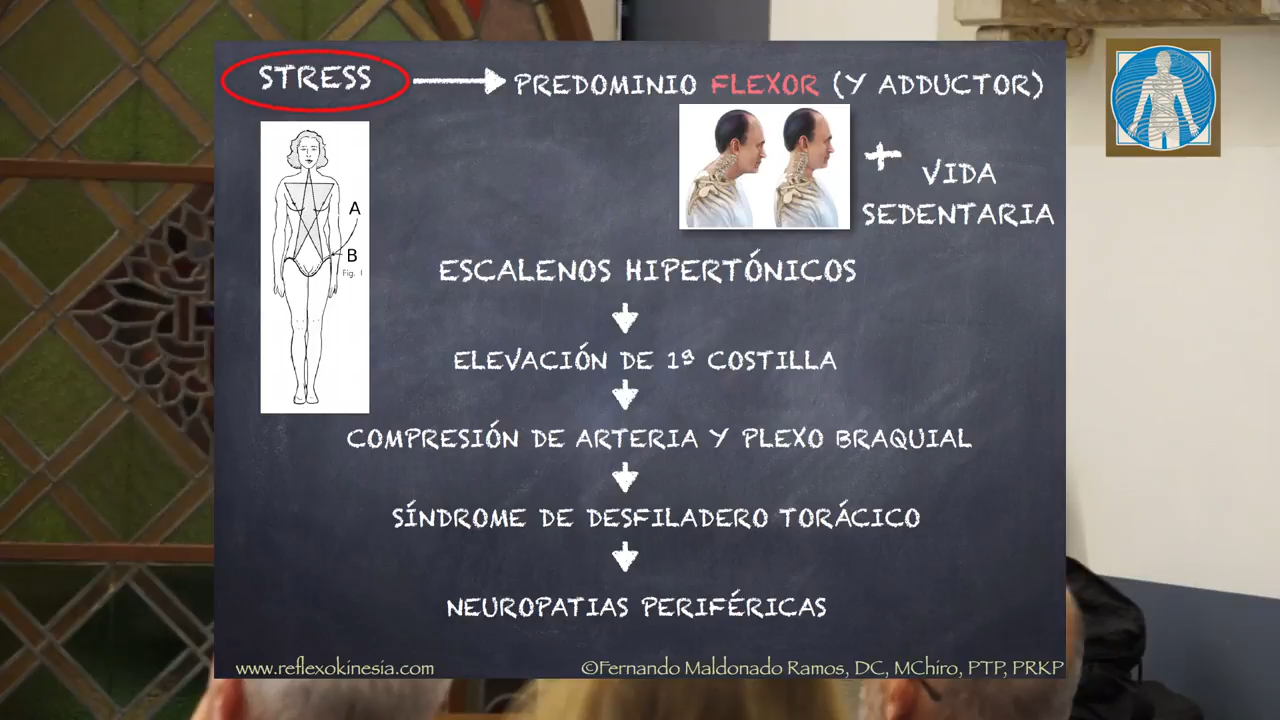 STRESS
PREDOMINIO FLEXOR (Y ADDUCTOR)
+ VIDA
SEDENTARIA
A
B
Fig. I
ESCALENOS HIPERTÓNICOS
ELEVACIÓN DE 1ª COSTILLA
COMPRESIÓN DE ARTERIA Y PLEXO BRAQUIAL
SÍNDROME DE DESFILADERO TORÁCICO
NEUROPATIAS PERIFÉRICAS
www.reflexokinesia.com
©Fernando Maldonado Ramos, DC, MChiro, PTP, PRKP